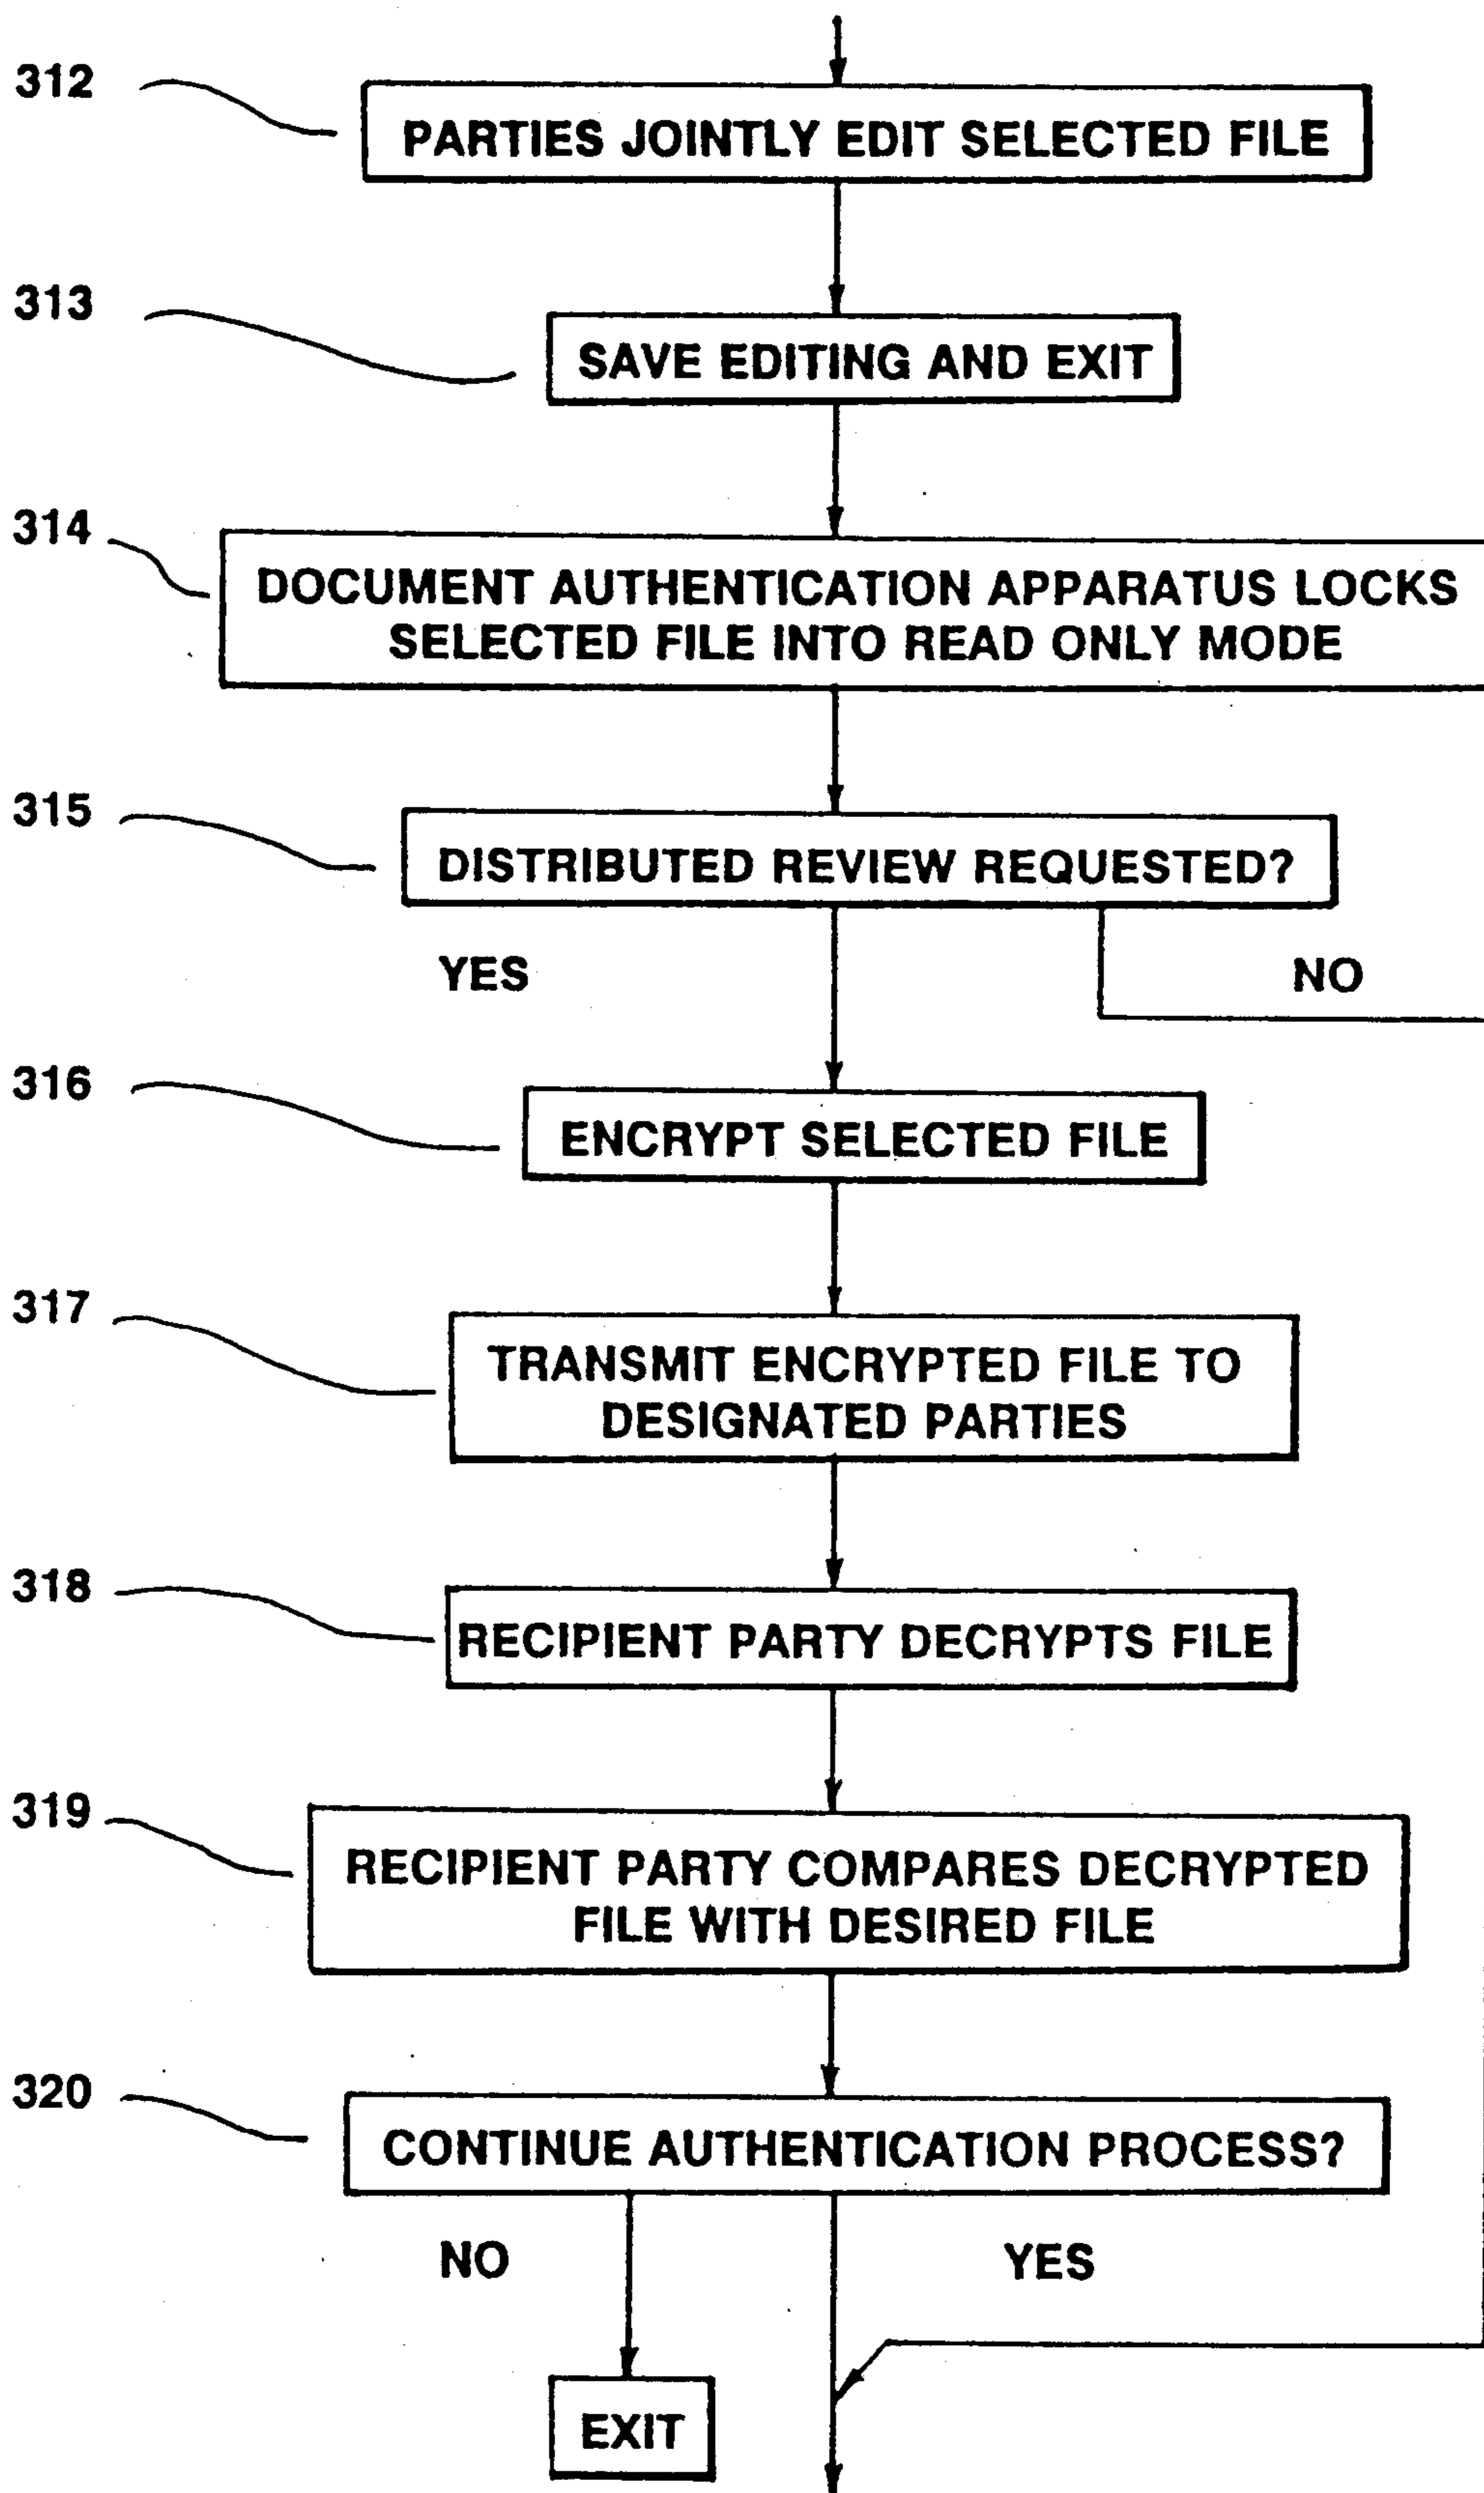 312
PARTIES JOINTLY EDIT SELECTED FILE
313
SAVE EDITING AND EXIT
314
DOCUMENT AUTHENTICATION APPARATUS LOCKS
SELECTED FILE INTO READ ONLY MODE
315
DISTRIBUTED REVIEW REQUESTED?
YES
NO
316
ENCRYPT SELECTED FILE
317
TRANSMIT ENCRYPTED FILE TO
DESIGNATED PARTIES
318
RECIPIENT PARTY DECRYPTS FILE
319
RECIPIENT PARTY COMPARES DECRYPTED
FILE WITH DESIRED FILE
320
CONTINUE AUTHENTICATION PROCESS?
NO
YES
EXIT